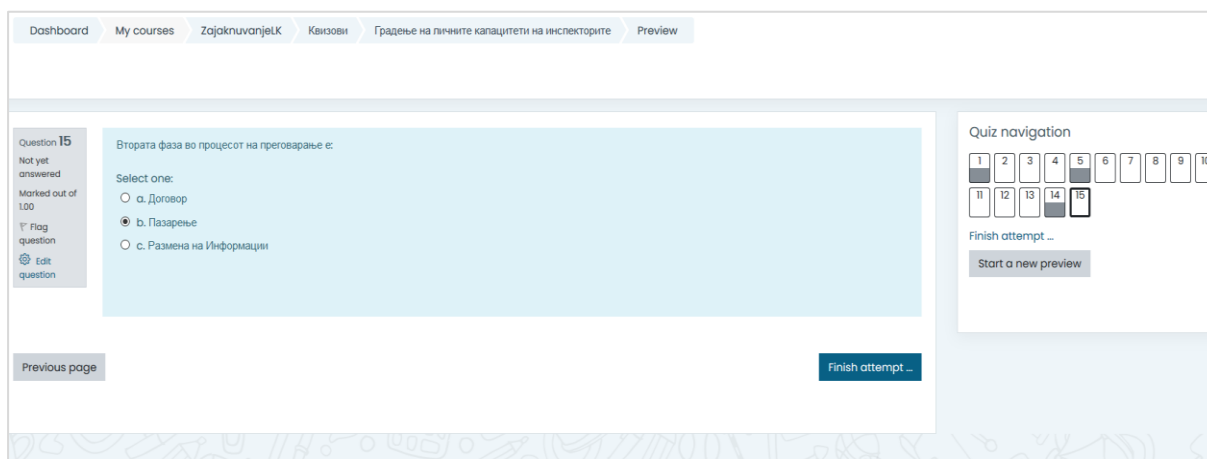 Dashboard My courses ZajaknuvanjeLK Квизови Градење на личните капацитети на инспекторите Preview
Question 15
Not yet
answered
Marked out of
1.00
Flag
question
Edit
question
Втората фаза во процесот на преговарање е:
Select one:
a. Договор
b. Пазарење
c. Размена на Информации
Previous page
Finish attempt ...
Quiz navigation
1 2 3 4 5 6 7 8 9 10
11 12 13 14 15
Finish attempt ...
Start a new preview